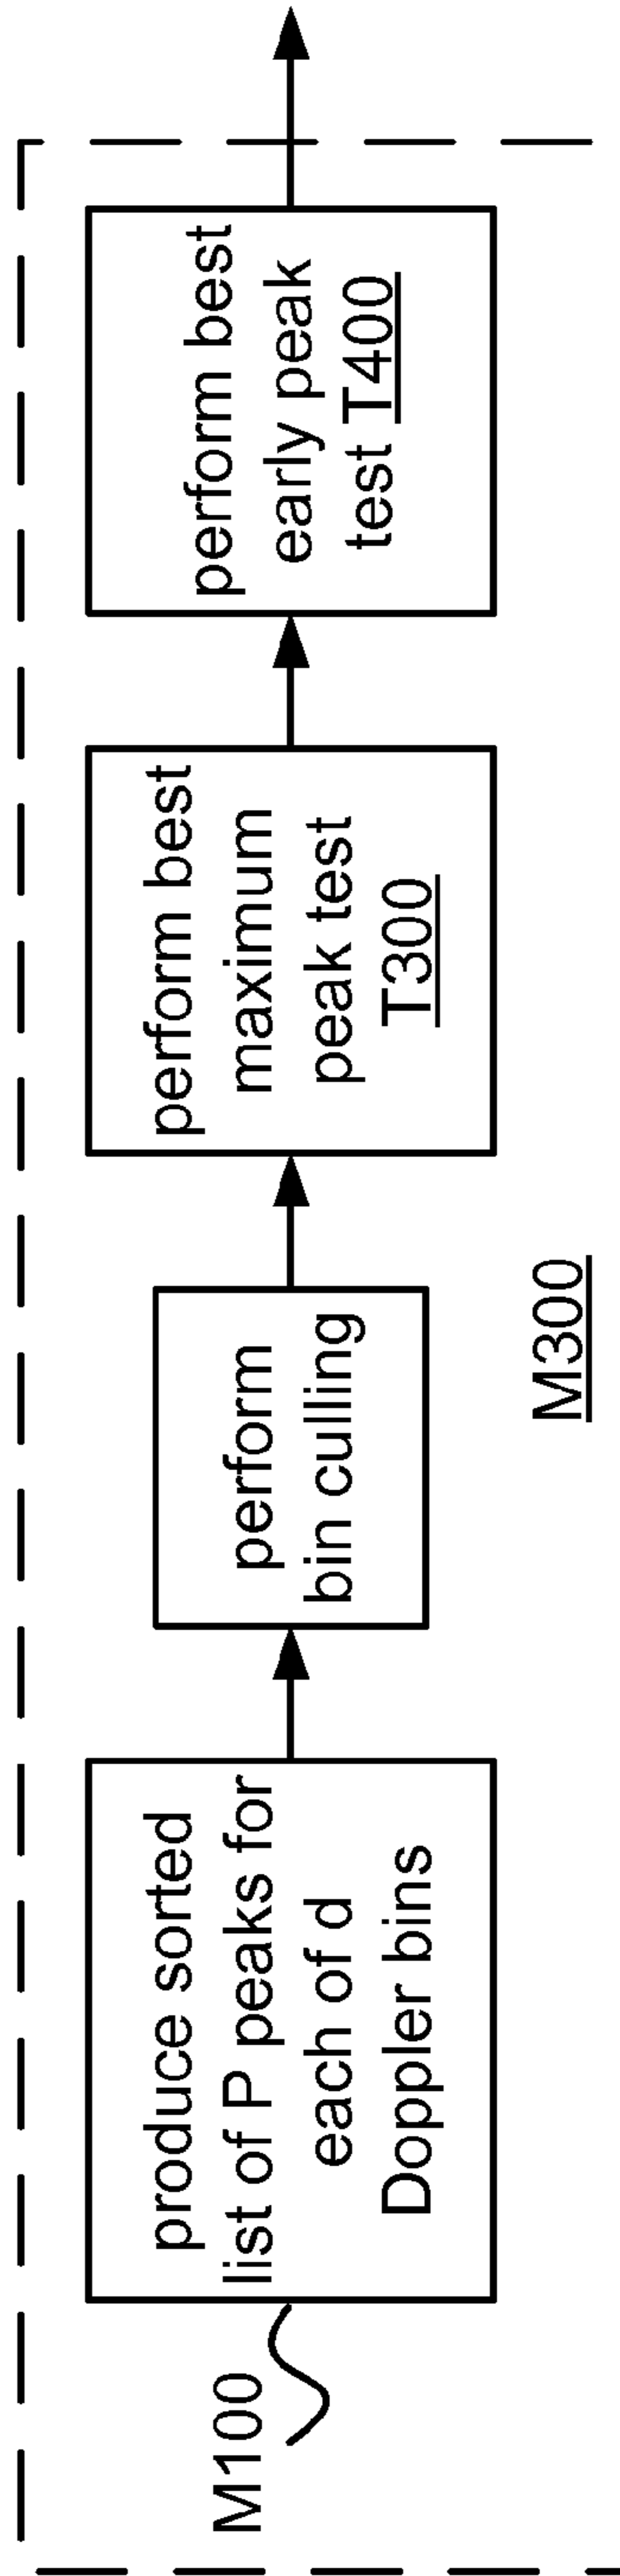 M100
produce sorted
list of P peaks for
each of d
Doppler bins
perform
bin culling
perform best
maximum
peak test
T300
perform best
early peak
test T400
M300